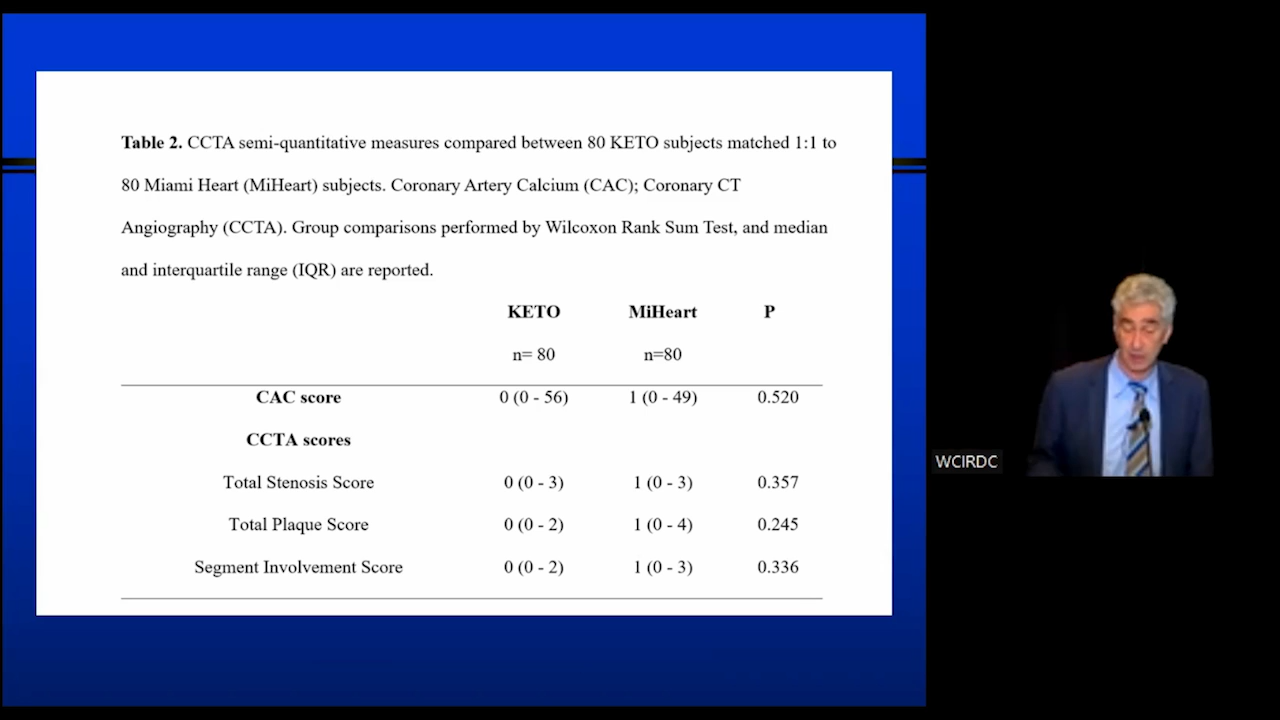 Table 2. CCTA semi-quantitative measures compared between 80 KETO subjects matched 1:1 to
80 Miami Heart (MiHeart) subjects. Coronary Artery Calcium (CAC); Coronary CT
Angiography (CCTA). Group comparisons performed by Wilcoxon Rank Sum Test, and median
and interquartile range (IQR) are reported.
KETO MiHeart P
n= 80 n=80
CAC score 0 (0 - 56) 1 (0 - 49) 0.520
CCTA scores
Total Stenosis Score 0 (0 - 3) 1 (0 - 3) 0.357
Total Plaque Score 0 (0 - 2) 1 (0 - 4) 0.245
Segment Involvement Score 0 (0 - 2) 1 (0 - 3) 0.336
WCIRDC